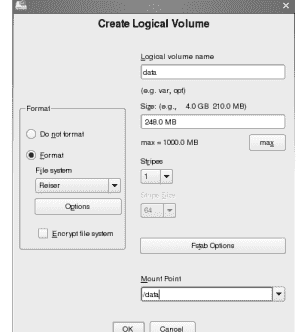 Create Logical Volume
Logical volume name
data
(e.g. var, opt)
Size: (e.g., 4.0 GB 210.0 MB)
248.0 MB
max = 1000.0 MB
max
Stripes
1
Stripe Size
64
Format
Do not format
Format
File system
Reiser
Options
Encrypt file system
Fstab Options
Mount Point
/data
OK
Cancel